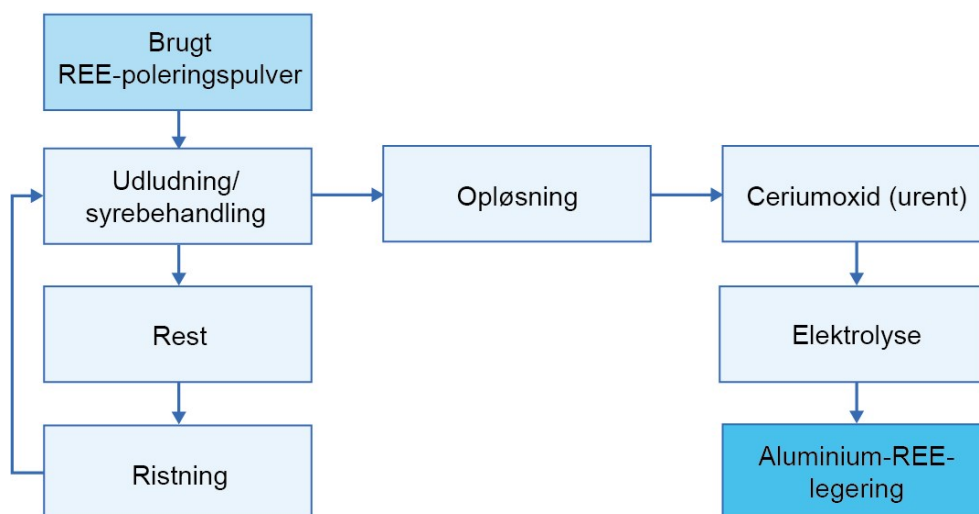 Brugt
REE-poleringspulver
Udludning/
syrebehandling
Opløsning
Ceriumoxid (urent)
Rest
Elektrolyse
Ristning
Aluminium-REE-
legering